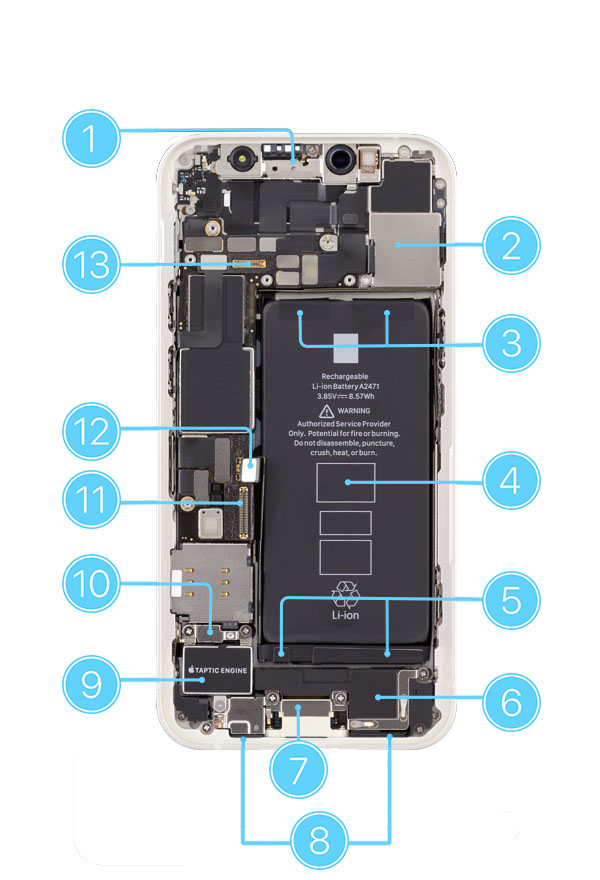 1
2
13
3
Rechargeable
Li-ion Battery A2471
3.85V⎓ 8.57Wh
WARNING
Authorized Service Provider
Only. Potential for fire or burning.
Do not disassemble, puncture,
crush, heat, or burn.
12
4
11
10
5
Li-ion
TAPTIC ENGINE
9
6
7
8